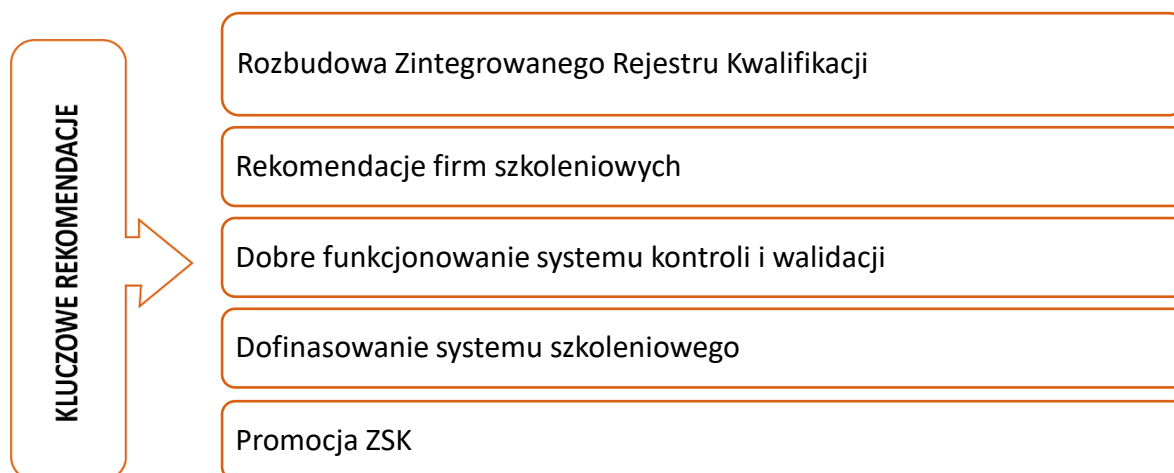 KLUCZOWE REKOMENDACJE
Rozbudowa Zintegrowanego Rejestru Kwalifikacji
Rekomendacje firm szkoleniowych
Dobre funkcjonowanie systemu kontroli i walidacji
Dofinasowanie systemu szkoleniowego
Promocja ZSK